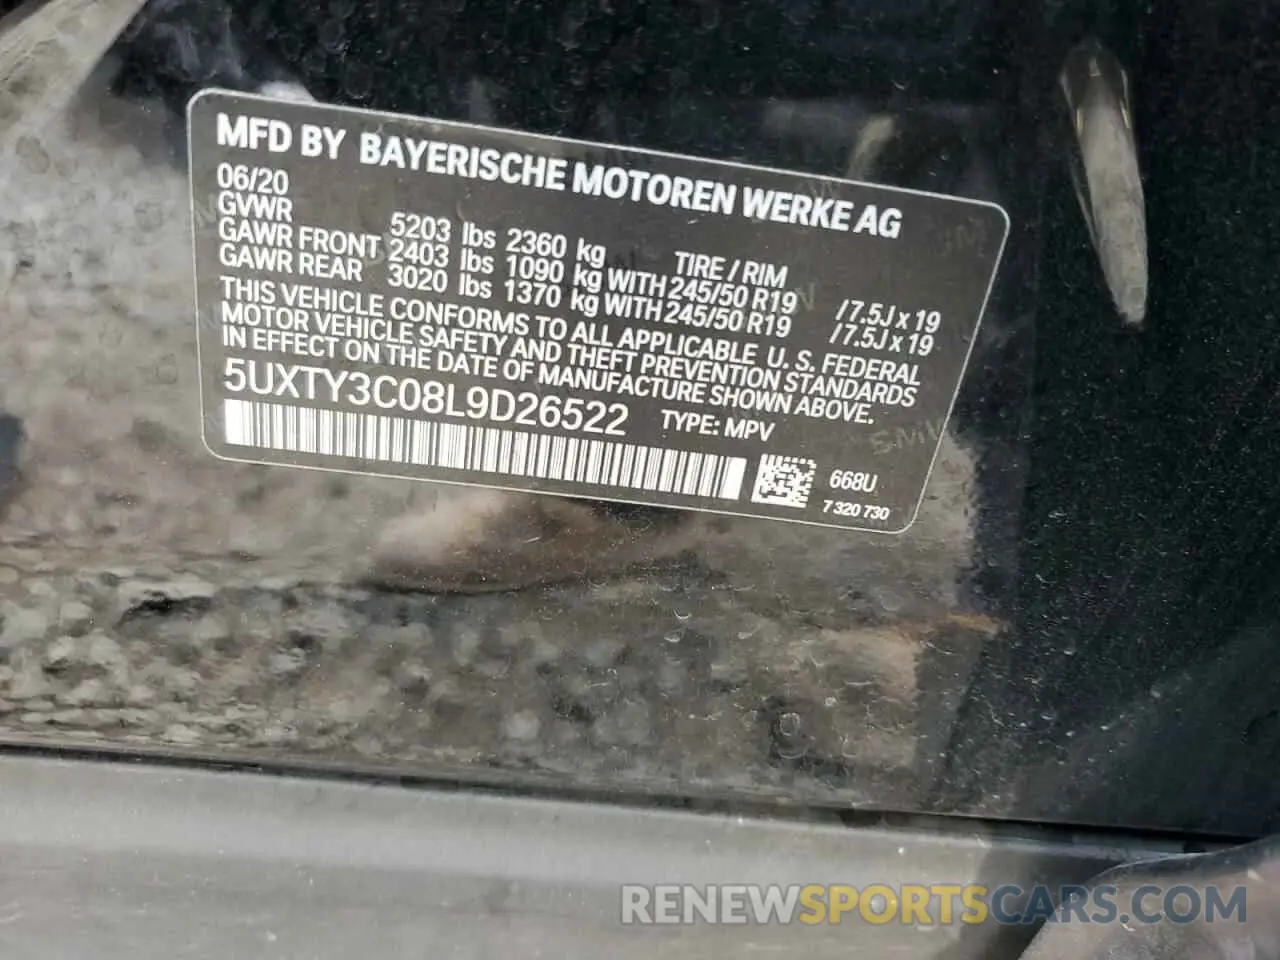 MFD BY BAYERISCHE MOTOREN WERKE AG
06/20
GVWR 5203 lbs 2360 kg TIRE / RIM
GAWR FRONT 2403 lbs 1090 kg WITH 245/50 R19 / 7.5J x 19
GAWR REAR 3020 lbs 1370 kg WITH 245/50 R19 / 7.5J x 19
THIS VEHICLE CONFORMS TO ALL APPLICABLE U. S. FEDERAL
MOTOR VEHICLE SAFETY AND THEFT PREVENTION STANDARDS
IN EFFECT ON THE DATE OF MANUFACTURE SHOWN ABOVE.
5UXTY3C08L9D26522 TYPE: MPV
668U
7 320 730
RENEWSPORTSCARS.COM